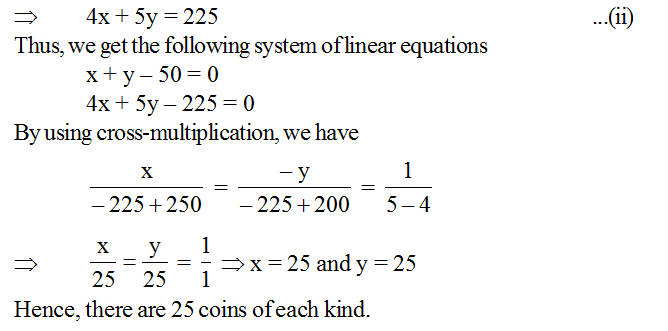 ⇒ 4x + 5y = 225 ...(ii)
Thus, we get the following system of linear equations
x + y – 50 = 0
4x + 5y – 225 = 0
By using cross-multiplication, we have
x / (– 225 + 250) = – y / (– 225 + 200) = 1 / (5 – 4)
⇒ x/25 = y/25 = 1/1 ⇒ x = 25 and y = 25
Hence, there are 25 coins of each kind.